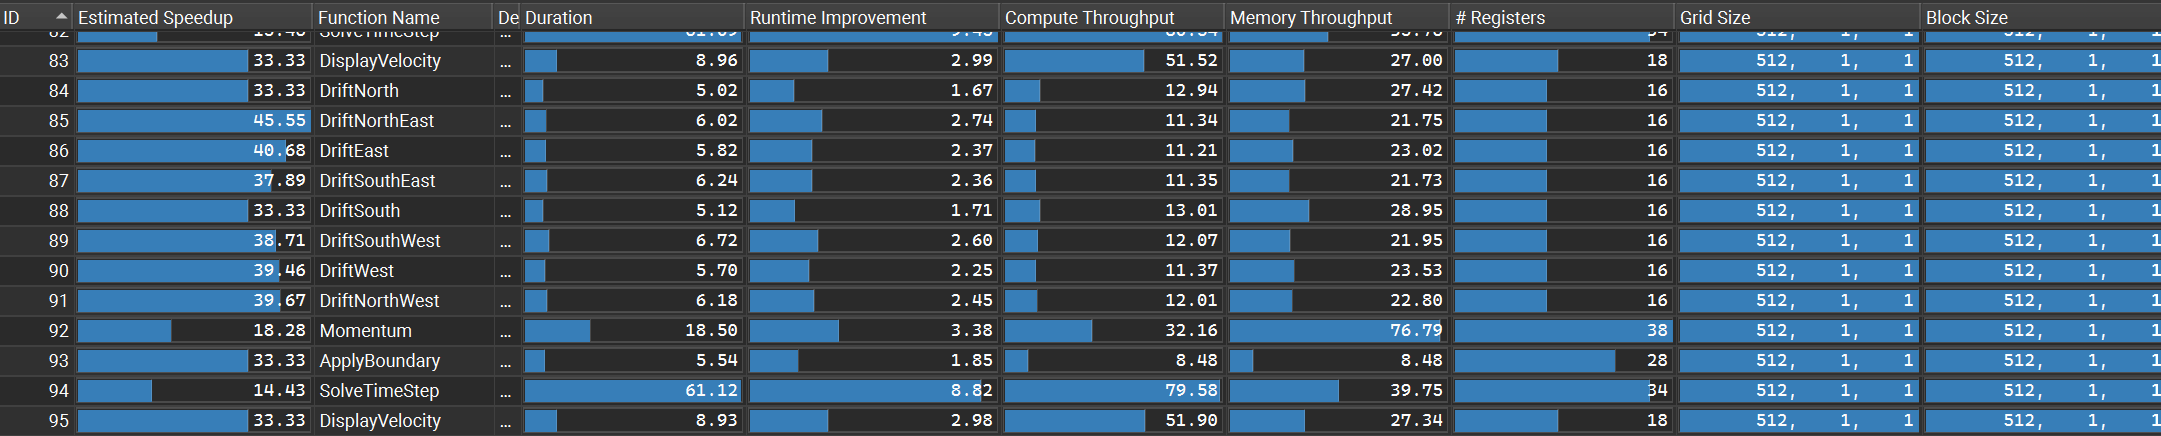 ID Estimated Speedup Function Name De Duration Runtime Improvement Compute Throughput Memory Throughput # Registers Grid Size Block Size
82 SolveTimeStep
83 33.33 DisplayVelocity ... 8.96 2.99 51.52 27.00 18 512, 1, 1 512, 1, 1
84 33.33 DriftNorth ... 5.02 1.67 12.94 27.42 16 512, 1, 1 512, 1, 1
85 45.55 DriftNorthEast ... 6.02 2.74 11.34 21.75 16 512, 1, 1 512, 1, 1
86 40.68 DriftEast ... 5.82 2.37 11.21 23.02 16 512, 1, 1 512, 1, 1
87 37.89 DriftSouthEast ... 6.24 2.36 11.35 21.73 16 512, 1, 1 512, 1, 1
88 33.33 DriftSouth ... 5.12 1.71 13.01 28.95 16 512, 1, 1 512, 1, 1
89 38.71 DriftSouthWest ... 6.72 2.60 12.07 21.95 16 512, 1, 1 512, 1, 1
90 39.46 DriftWest ... 5.70 2.25 11.37 23.53 16 512, 1, 1 512, 1, 1
91 39.67 DriftNorthWest ... 6.18 2.45 12.01 22.80 16 512, 1, 1 512, 1, 1
92 18.28 Momentum ... 18.50 3.38 32.16 76.79 38 512, 1, 1 512, 1, 1
93 33.33 ApplyBoundary ... 5.54 1.85 8.48 8.48 28 512, 1, 1 512, 1, 1
94 14.43 SolveTimeStep ... 61.12 8.82 79.58 39.75 34 512, 1, 1 512, 1, 1
95 33.33 DisplayVelocity ... 8.93 2.98 51.90 27.34 18 512, 1, 1 512, 1, 1